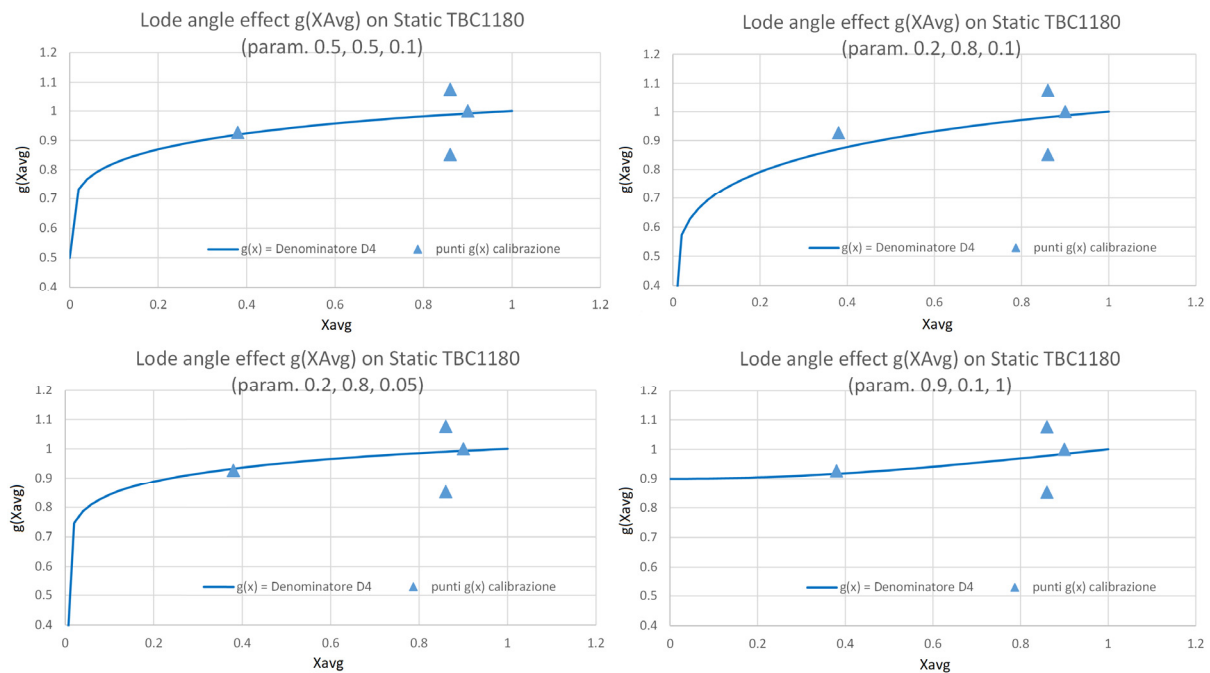 Lode angle effect g(XAvg) on Static TBC1180
(param. 0.5, 0.5, 0.1)
1.2
1.1
1
0.9
0.8
0.7
0.6
0.5
0.4
g(Xavg)
g(x) = Denominatore D4
punti g(x) calibrazione
0 0.2 0.4 0.6 0.8 1 1.2
Xavg
Lode angle effect g(XAvg) on Static TBC1180
(param. 0.2, 0.8, 0.1)
1.2
1.1
1
0.9
0.8
0.7
0.6
0.5
0.4
g(Xavg)
g(x) = Denominatore D4
punti g(x) calibrazione
0 0.2 0.4 0.6 0.8 1 1.2
Xavg
Lode angle effect g(XAvg) on Static TBC1180
(param. 0.2, 0.8, 0.05)
1.2
1.1
1
0.9
0.8
0.7
0.6
0.5
0.4
g(Xavg)
g(x) = Denominatore D4
punti g(x) calibrazione
0 0.2 0.4 0.6 0.8 1 1.2
Xavg
Lode angle effect g(XAvg) on Static TBC1180
(param. 0.9, 0.1, 1)
1.2
1.1
1
0.9
0.8
0.7
0.6
0.5
0.4
g(Xavg)
g(x) = Denominatore D4
punti g(x) calibrazione
0 0.2 0.4 0.6 0.8 1 1.2
Xavg